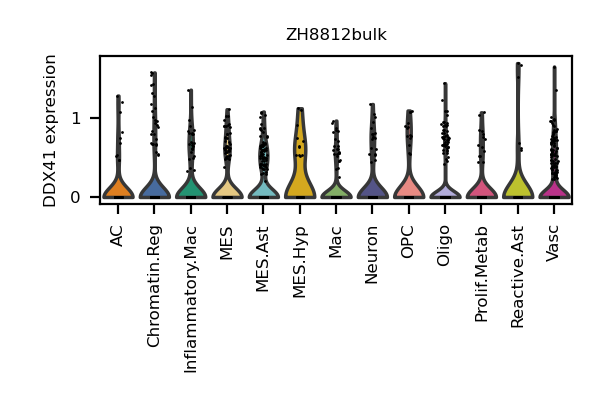 ZH8812bulk
DDX41 expression
1
0
AC
Chromatin.Reg
Inflammatory.Mac
MES
MES.Ast
MES.Hyp
Mac
Neuron
OPC
Oligo
Prolif.Metab
Reactive.Ast
Vasc